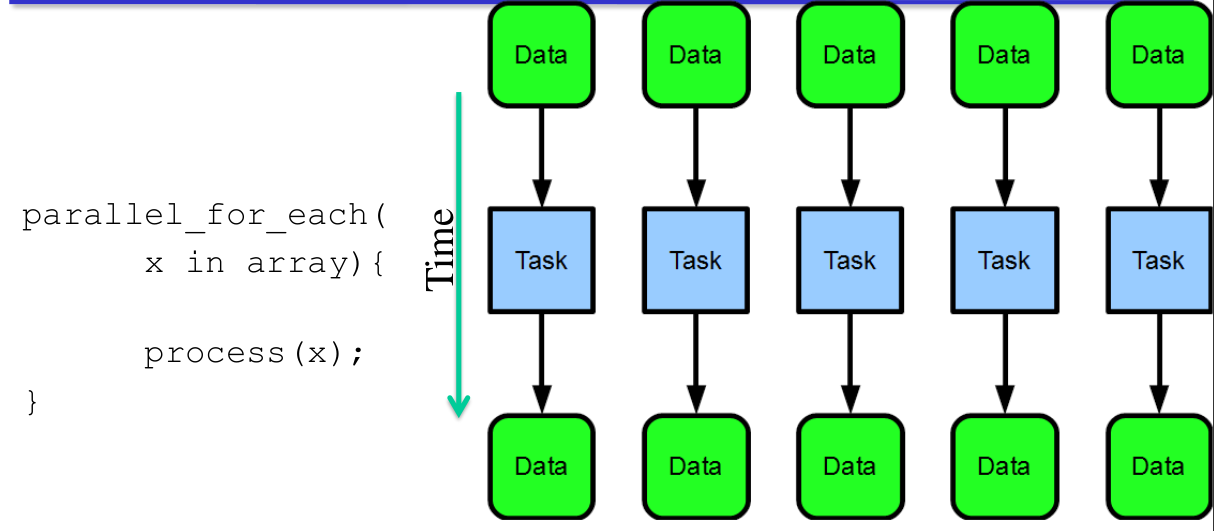 parallel_for_each(
x in array){
process(x);
}
Time
Data Data Data Data Data
Task Task Task Task Task
Data Data Data Data Data